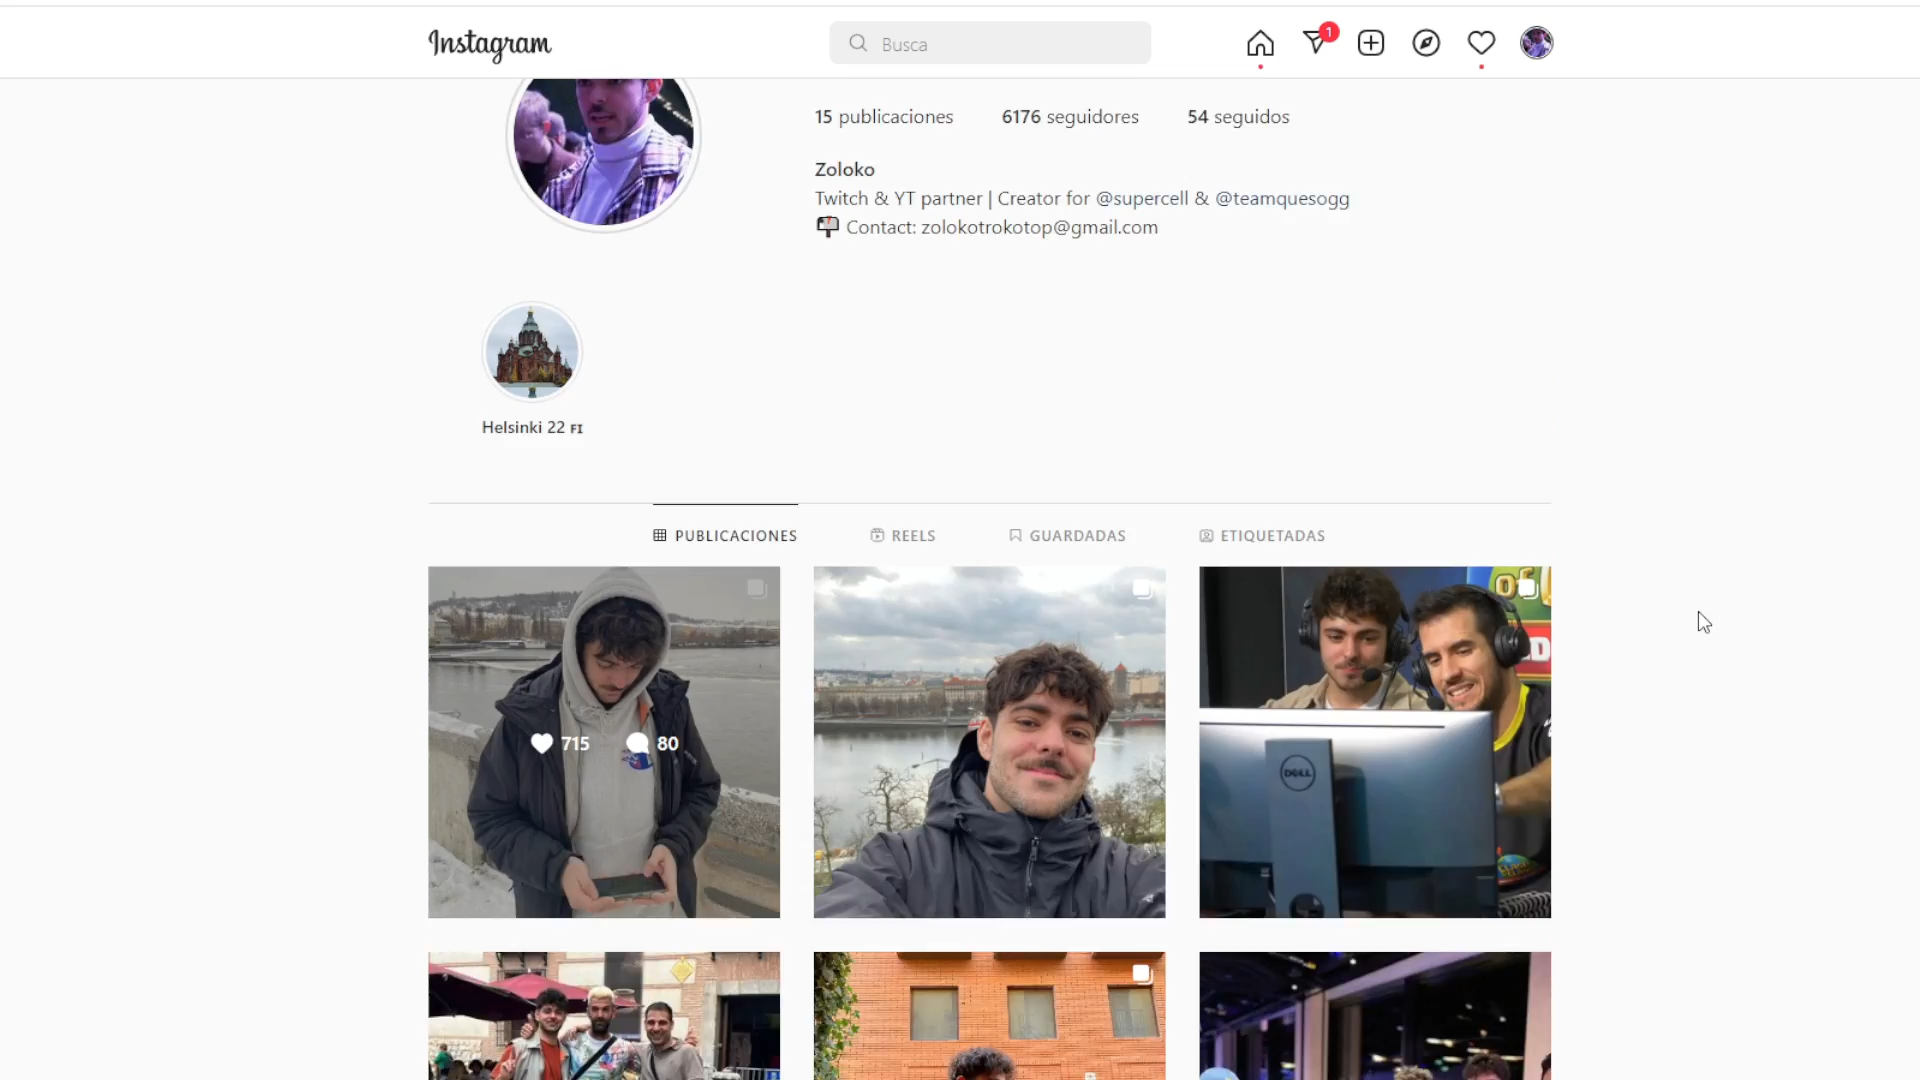 Instagram
Busca
1
15 publicaciones 6176 seguidores 54 seguidos
Zoloko
Twitch & YT partner | Creator for @supercell & @teamquesogg
Contact: zolokotrokotop@gmail.com
Helsinki 22 FI
PUBLICACIONES REELS GUARDADAS ETIQUETADAS
715 80
DELL